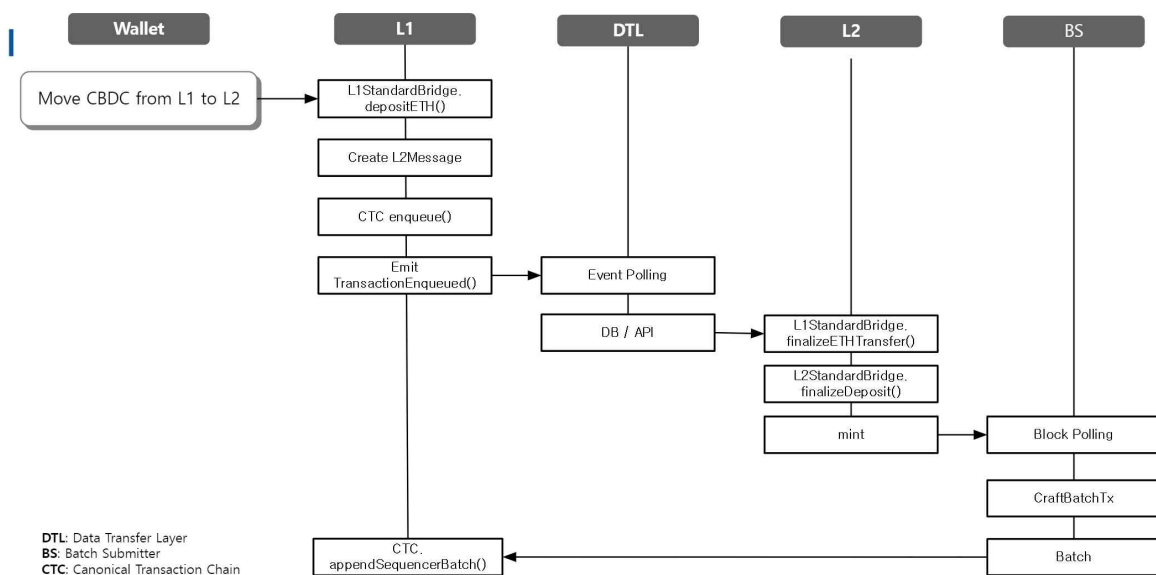 Wallet
L1
DTL
L2
BS
Move CBDC from L1 to L2
L1StandardBridge.
depositETH()
Create L2Message
CTC enqueue()
Emit
TransactionEnqueued()
Event Polling
DB / API
L1StandardBridge.
finalizeETHTransfer()
L2StandardBridge.
finalizeDeposit()
mint
Block Polling
CraftBatchTx
Batch
CTC.
appendSequencerBatch()
DTL: Data Transfer Layer
BS: Batch Submitter
CTC: Canonical Transaction Chain